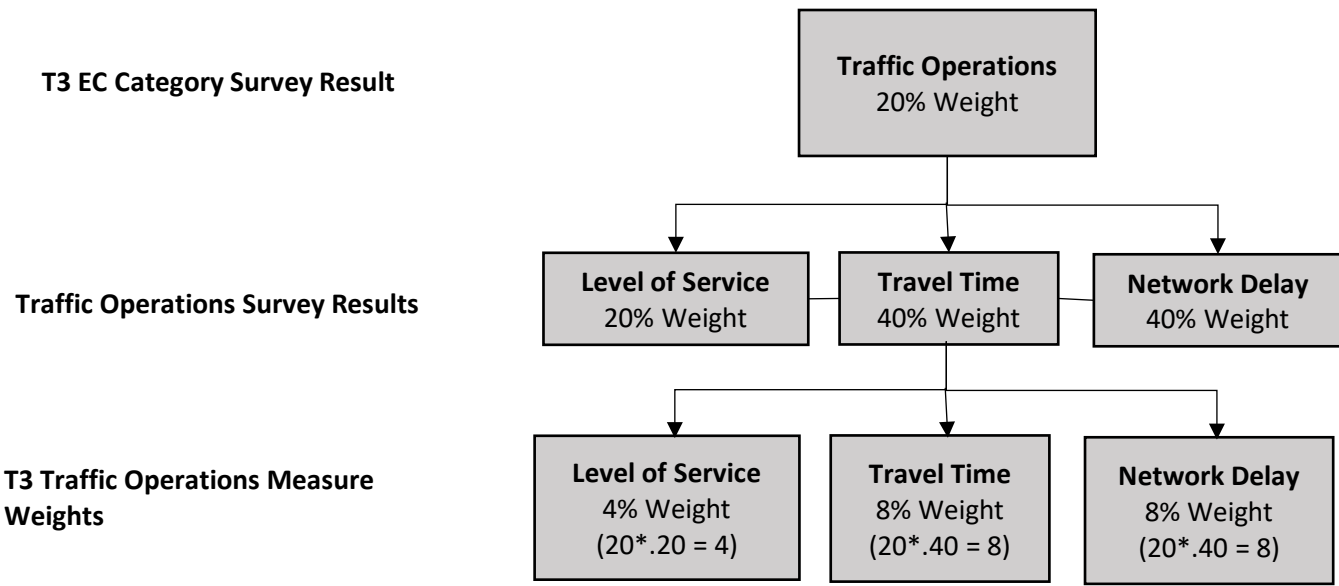 T3 EC Category Survey Result
Traffic Operations
20% Weight
Traffic Operations Survey Results
Level of Service
20% Weight
Travel Time
40% Weight
Network Delay
40% Weight
T3 Traffic Operations Measure
Weights
Level of Service
4% Weight
(20*.20 = 4)
Travel Time
8% Weight
(20*.40 = 8)
Network Delay
8% Weight
(20*.40 = 8)